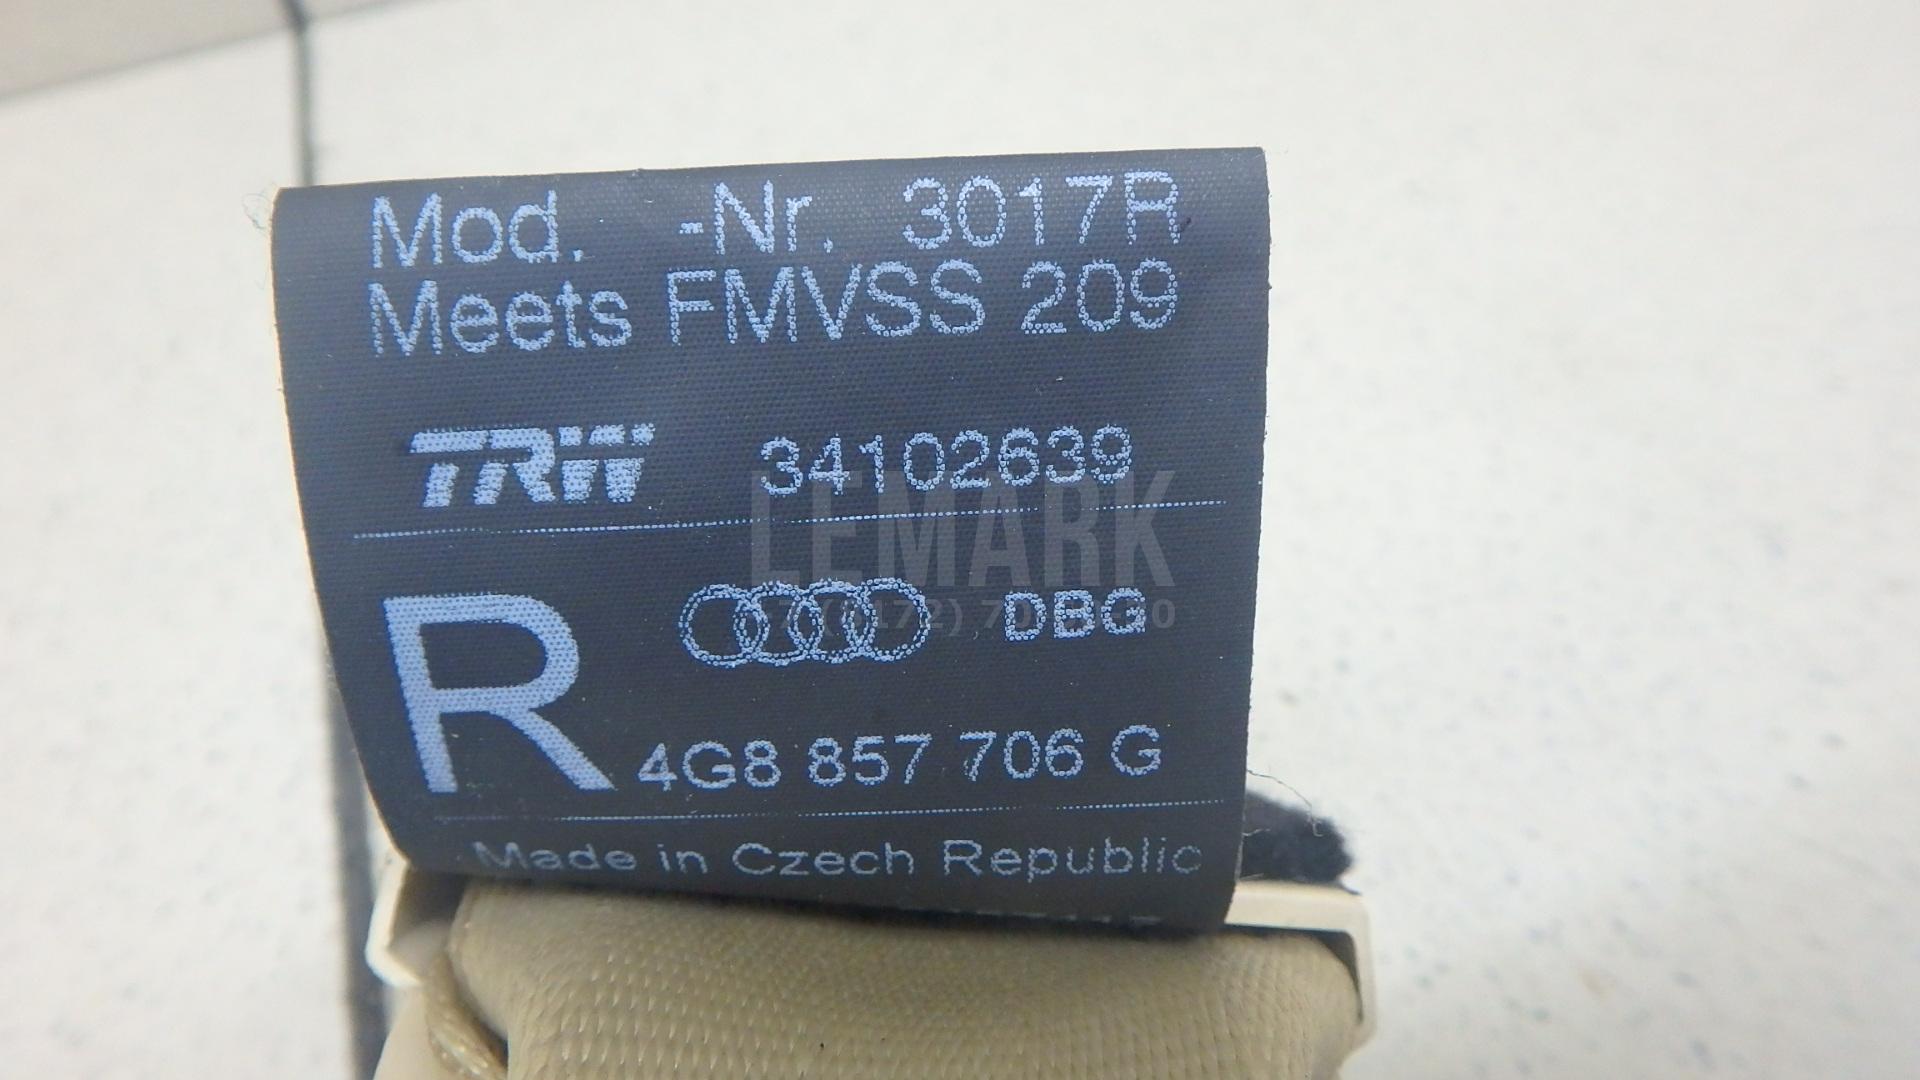 Mod. -Nr. 3017R
Meets FMVSS 209
TRW 34102639
LEMARK
DBG
R 4G8 857 706 G
Made in Czech Republic